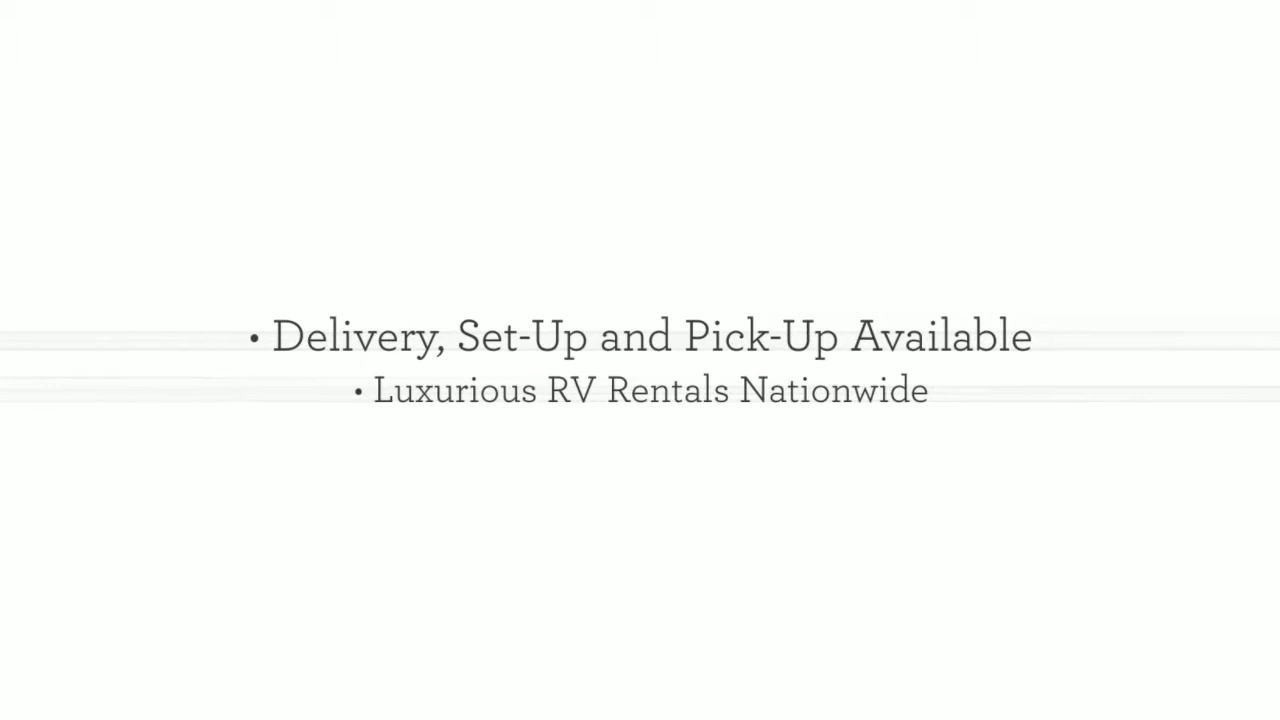 • Delivery, Set-Up and Pick-Up Available
• Luxurious RV Rentals Nationwide